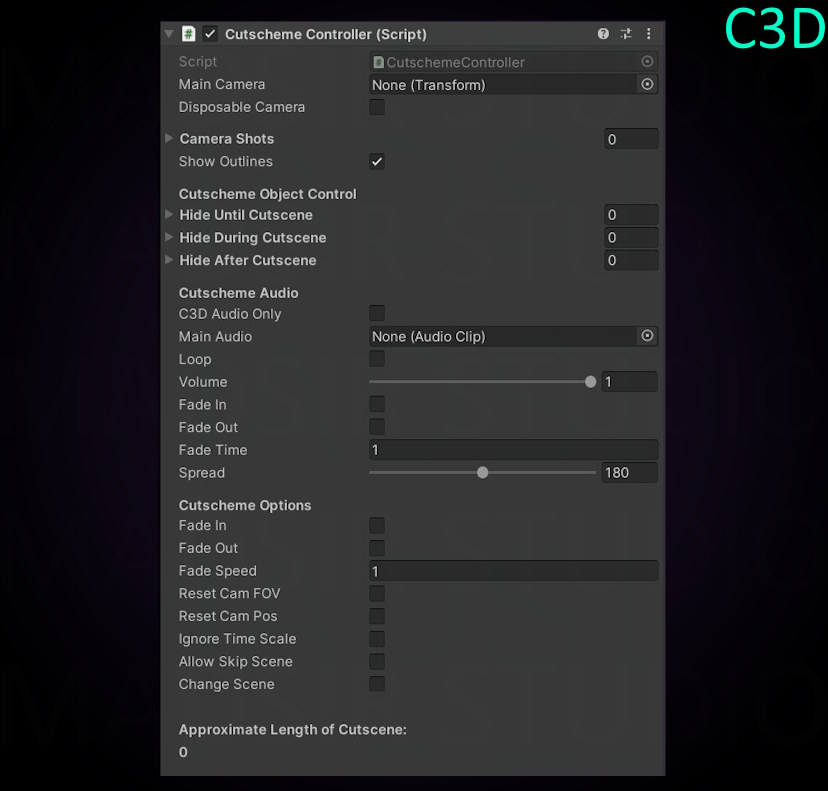 C3D
Cutscheme Controller (Script)
Script CutschemeController
Main Camera None (Transform)
Disposable Camera
Camera Shots 0
Show Outlines
Cutscheme Object Control
Hide Until Cutscene 0
Hide During Cutscene 0
Hide After Cutscene 0
Cutscheme Audio
C3D Audio Only
Main Audio None (Audio Clip)
Loop
Volume 1
Fade In
Fade Out
Fade Time 1
Spread 180
Cutscheme Options
Fade In
Fade Out
Fade Speed 1
Reset Cam FOV
Reset Cam Pos
Ignore Time Scale
Allow Skip Scene
Change Scene
Approximate Length of Cutscene:
0